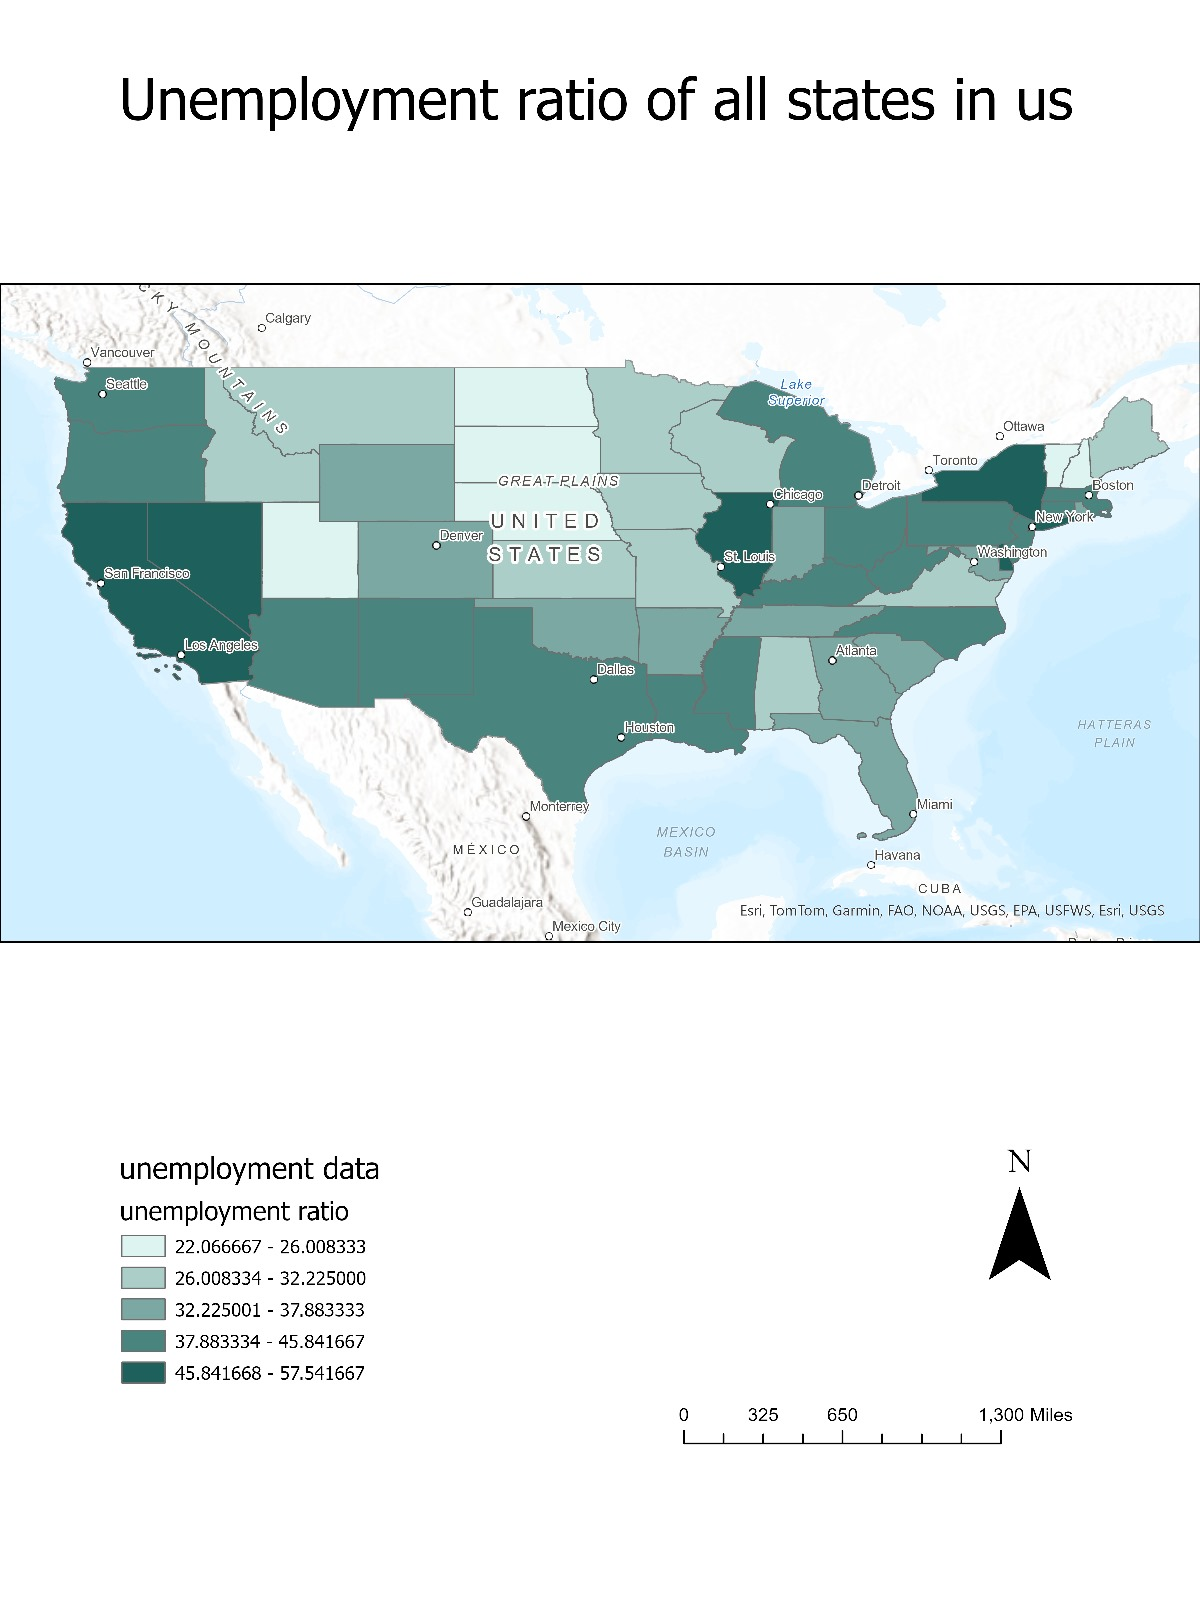 Unemployment ratio of all states in us
CKY MOUNTAINS
Calgary
Vancouver
Seattle
Lake
Superior
Ottawa
Toronto
GREAT PLAINS
Detroit
Boston
Chicago
UNITED
STATES
New York
Denver
Washington
St. Louis
San Francisco
Los Angeles
Atlanta
Dallas
HATTERAS
PLAIN
Houston
Monterrey
Miami
MEXICO
BASIN
MÉXICO
Havana
CUBA
Guadalajara
Esri, TomTom, Garmin, FAO, NOAA, USGS, EPA, USFWS, Esri, USGS
Mexico City
unemployment data
unemployment ratio
22.066667 - 26.008333
26.008334 - 32.225000
32.225001 - 37.883333
37.883334 - 45.841667
45.841668 - 57.541667
N
0 325 650 1,300 Miles